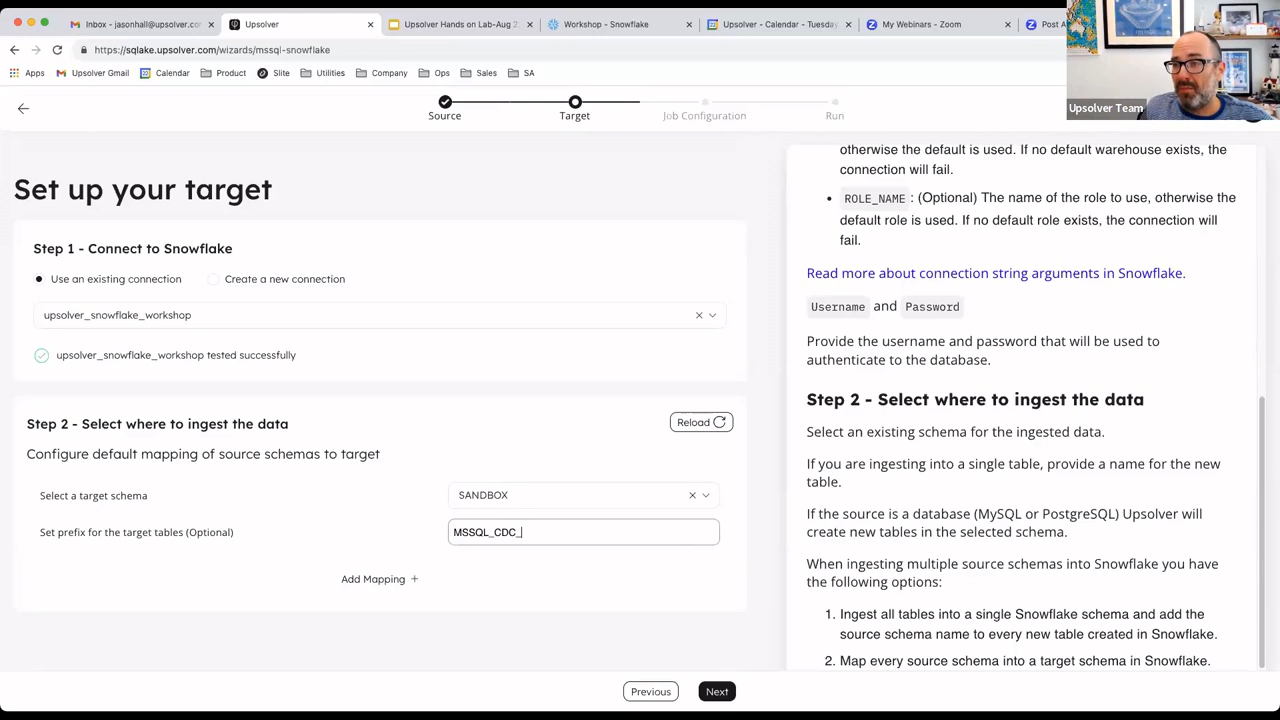 Inbox - jasonhall@upsolver.co
Upsolver
Upsolver Hands on Lab-Aug 2
Workshop - Snowflake
Upsolver - Calendar - Tuesday
My Webinars - Zoom
Post A
https://sqlake.upsolver.com/wizards/mssql-snowflake
Apps
Upsolver Gmail
Calendar
Product
Slite
Utilities
Company
Ops
Sales
SA
Upsolver Team
Source
Target
Job Configuration
Run
Set up your target
Step 1 - Connect to Snowflake
Use an existing connection
Create a new connection
upsolver_snowflake_workshop
upsolver_snowflake_workshop tested successfully
Step 2 - Select where to ingest the data
Reload
Configure default mapping of source schemas to target
Select a target schema
SANDBOX
Set prefix for the target tables (Optional)
MSSQL_CDC_
Add Mapping +
otherwise the default is used. If no default warehouse exists, the
connection will fail.
• ROLE_NAME : (Optional) The name of the role to use, otherwise the
default role is used. If no default role exists, the connection will
fail.
Read more about connection string arguments in Snowflake.
Username and Password
Provide the username and password that will be used to
authenticate to the database.
Step 2 - Select where to ingest the data
Select an existing schema for the ingested data.
If you are ingesting into a single table, provide a name for the new
table.
If the source is a database (MySQL or PostgreSQL) Upsolver will
create new tables in the selected schema.
When ingesting multiple source schemas into Snowflake you have
the following options:
1. Ingest all tables into a single Snowflake schema and add the
source schema name to every new table created in Snowflake.
2. Map every source schema into a target schema in Snowflake.
Previous
Next